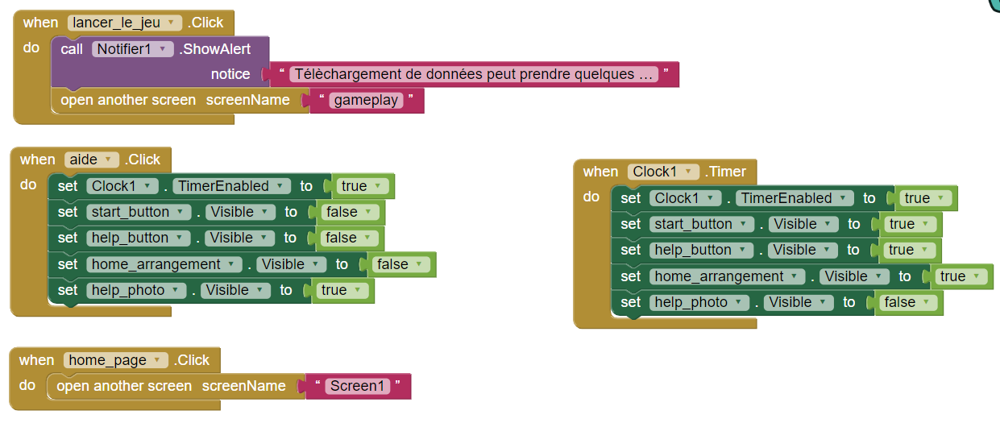 when lancer_le_jeu .Click
do call Notifier1 .ShowAlert
notice “ Télèchargement de données peut prendre quelques ... ”
open another screen screenName “ gameplay ”
when aide .Click
do set Clock1 . TimerEnabled to true
set start_button . Visible to false
set help_button . Visible to false
set home_arrangement . Visible to false
set help_photo . Visible to true
when Clock1 .Timer
do set Clock1 . TimerEnabled to true
set start_button . Visible to true
set help_button . Visible to true
set home_arrangement . Visible to true
set help_photo . Visible to false
when home_page .Click
do open another screen screenName “ Screen1 ”